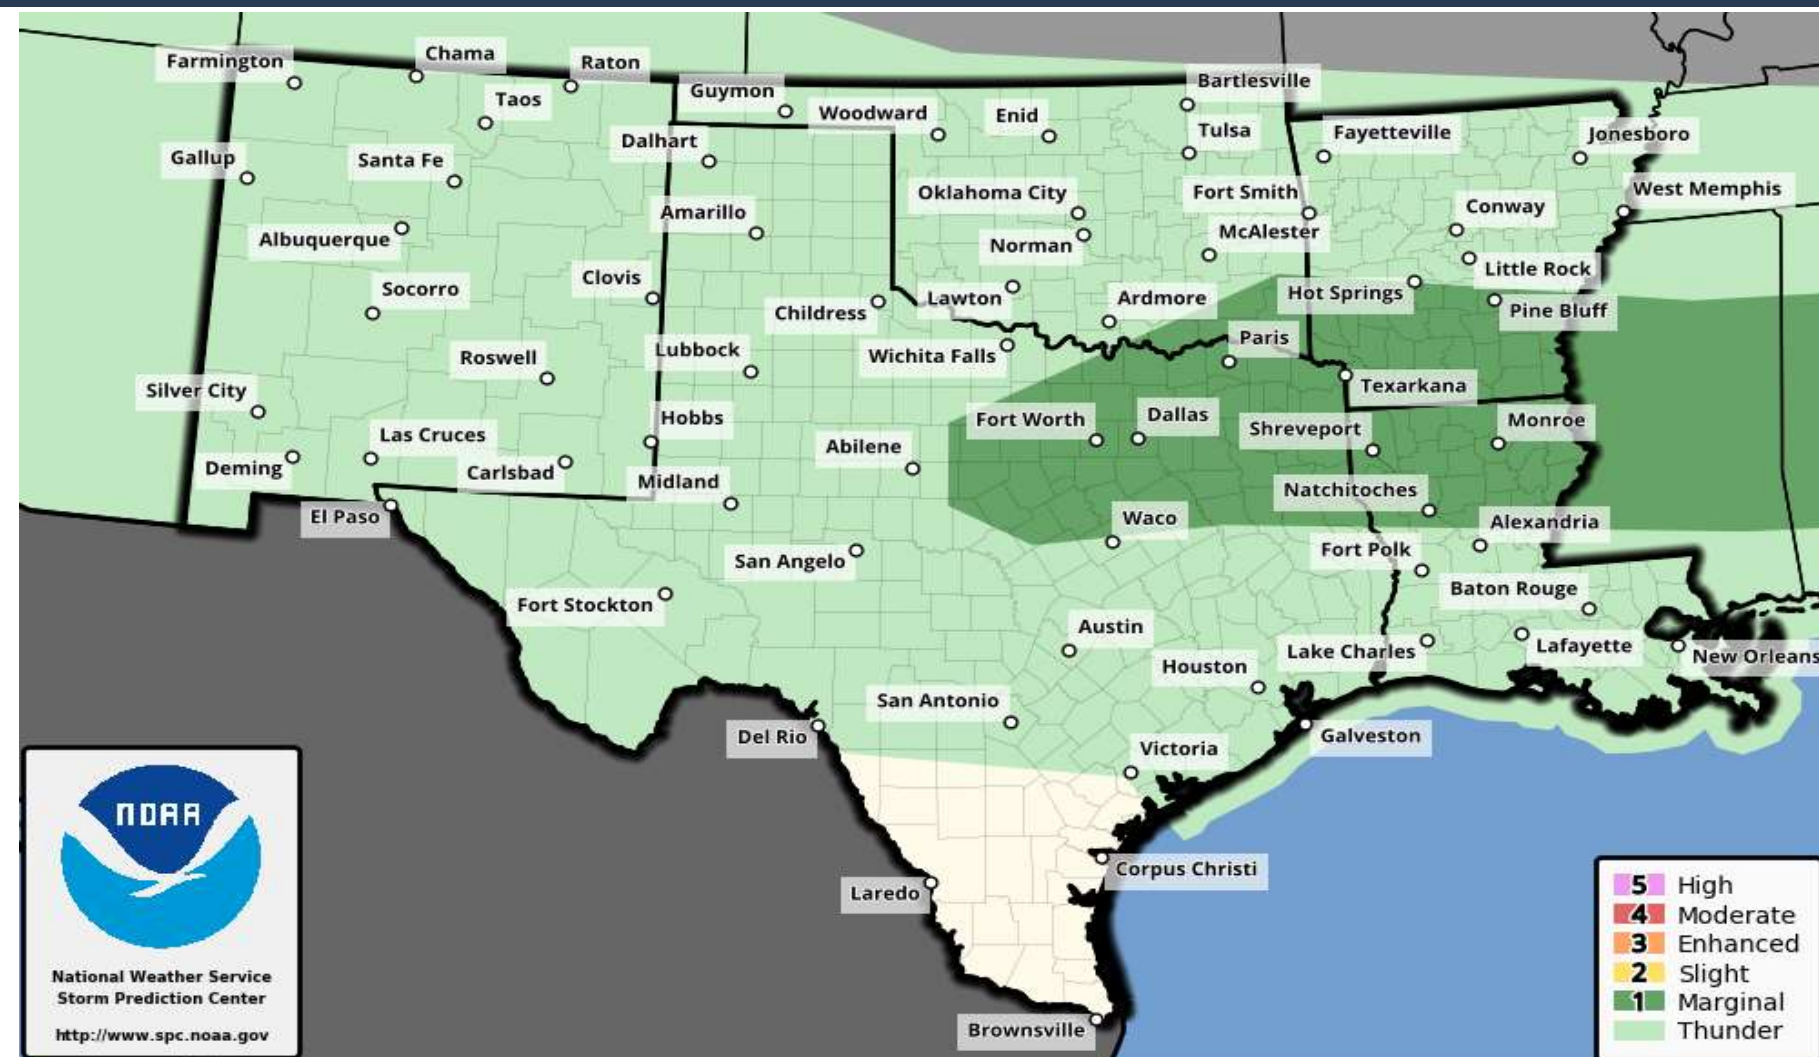 Farmington
Chama
Raton
Taos
Guymon
Woodward
Enid
Bartlesville
Tulsa
Fayetteville
Jonesboro
Gallup
Santa Fe
Dalhart
Oklahoma City
Fort Smith
Conway
West Memphis
Albuquerque
Amarillo
Norman
McAlester
Little Rock
Socorro
Clovis
Childress
Lawton
Ardmore
Hot Springs
Pine Bluff
Roswell
Lubbock
Wichita Falls
Paris
Texarkana
Silver City
Las Cruces
Hobbs
Abilene
Fort Worth
Dallas
Shreveport
Monroe
Deming
Carlsbad
Midland
Natchitoches
El Paso
Waco
Alexandria
San Angelo
Fort Polk
Fort Stockton
Baton Rouge
Austin
Houston
Lake Charles
Lafayette
New Orleans
San Antonio
Del Rio
Victoria
Galveston
Corpus Christi
Laredo
Brownsville
NOAA
National Weather Service
Storm Prediction Center
http://www.spc.noaa.gov
5 High
4 Moderate
3 Enhanced
2 Slight
1 Marginal
Thunder